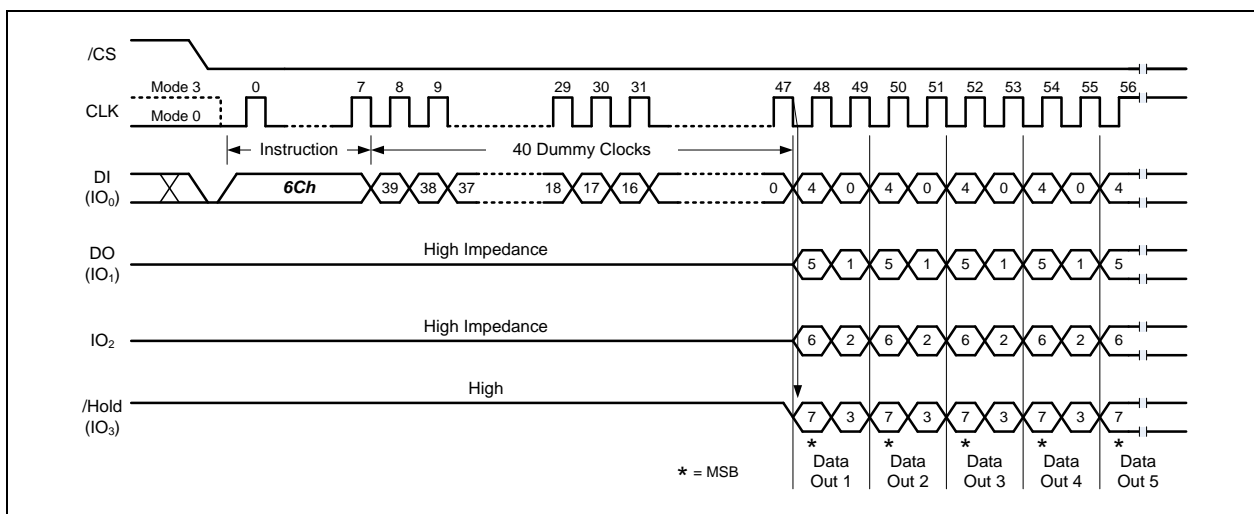 /CS
Mode 3 0 7 8 9 29 30 31 47 48 49 50 51 52 53 54 55 56
CLK
Mode 0
Instruction 40 Dummy Clocks
DI
(IO0)
6Ch 39 38 37 18 17 16 0 4 0 4 0 4 0 4 0 4
DO
(IO1)
High Impedance 5 1 5 1 5 1 5 1 5
IO2
High Impedance 6 2 6 2 6 2 6 2 6
High
/Hold
(IO3)
7 3 7 3 7 3 7 3 7
* * * * *
* = MSB
Data Out 1
Data Out 2
Data Out 3
Data Out 4
Data Out 5